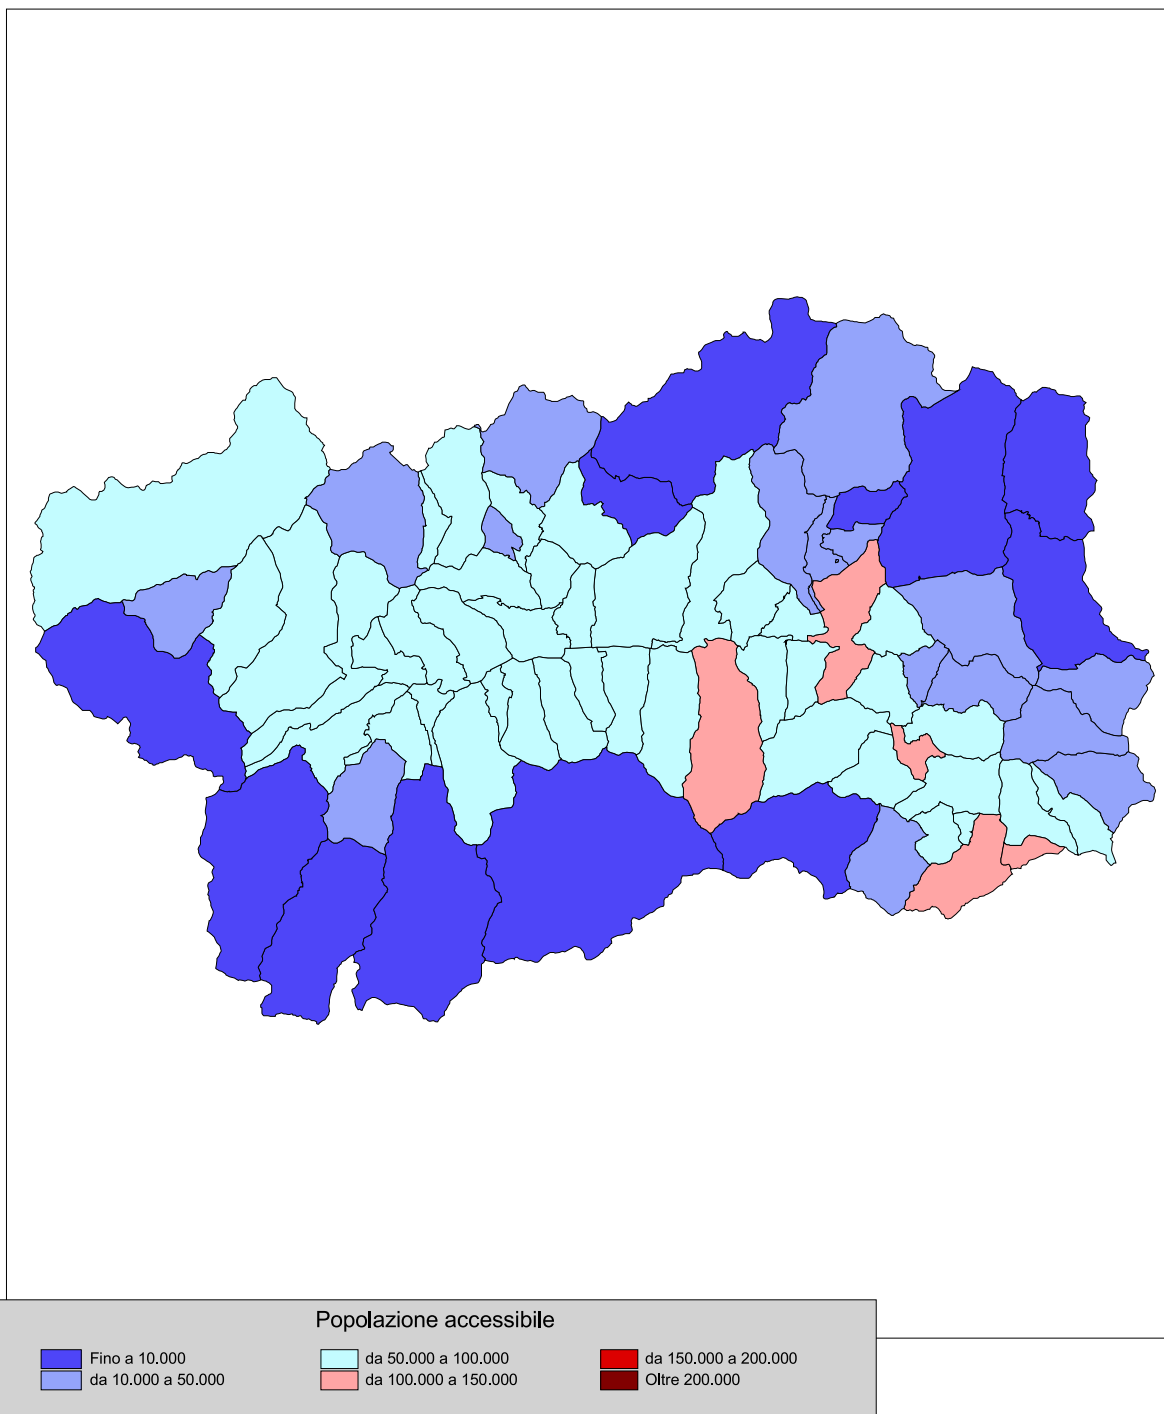 Popolazione accessibile
Fino a 10.000
da 10.000 a 50.000
da 50.000 a 100.000
da 100.000 a 150.000
da 150.000 a 200.000
Oltre 200.000